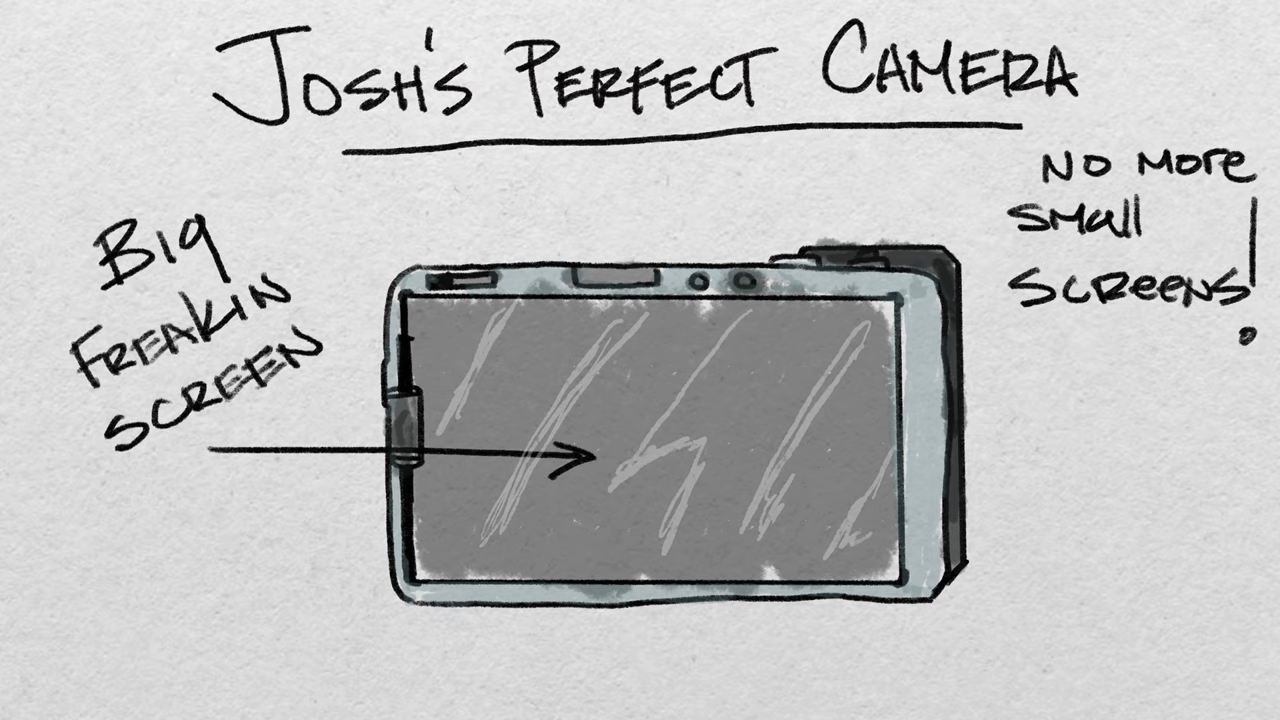 JOSH'S PERFECT CAMERA
BIG
FREAKIN
SCREEN
NO MORE
SMall
SCReeNS!